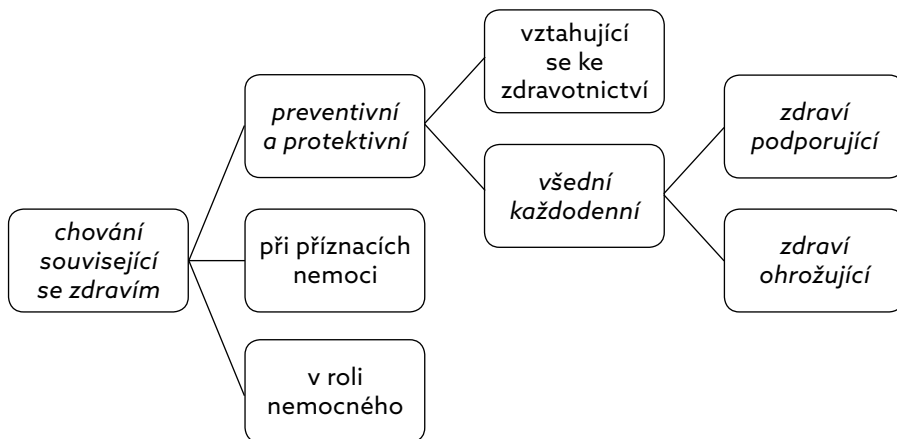 chování
související
se zdravím
preventivní
a protektivní
při příznacích
nemoci
v roli
nemocného
vztahující
se ke
zdravotnictví
všední
každodenní
zdraví
podporující
zdraví
ohrožující